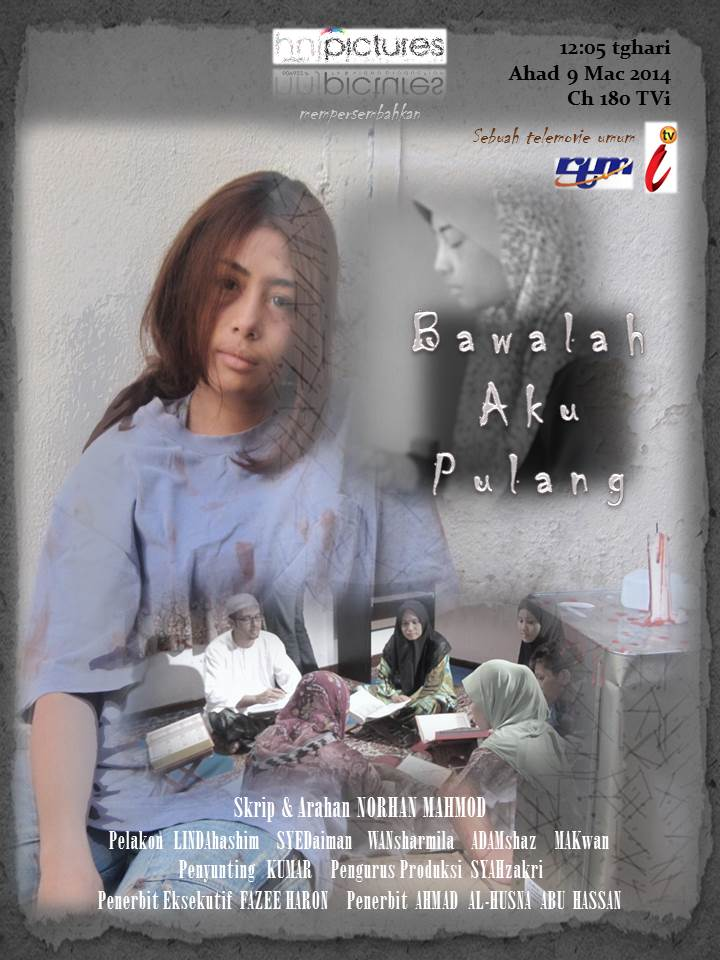 hnipictures
mempersembahkan
12:05 tghari
Ahad 9 Mac 2014
Ch 180 TVi
Sebuah telemovie umum
rtm
i
tv
Bawalah
Aku
Pulang
Skrip & Arahan NORHAN MAHMOD
Pelakon LINDAhashim SYEDaiman WANsharmila ADAMshaz MAKwan
Penyunting KUMAR Pengurus Produksi SYAHzakri
Penerbit Eksekutif FAZEE HARON Penerbit AHMAD AL-HUSNA ABU HASSAN